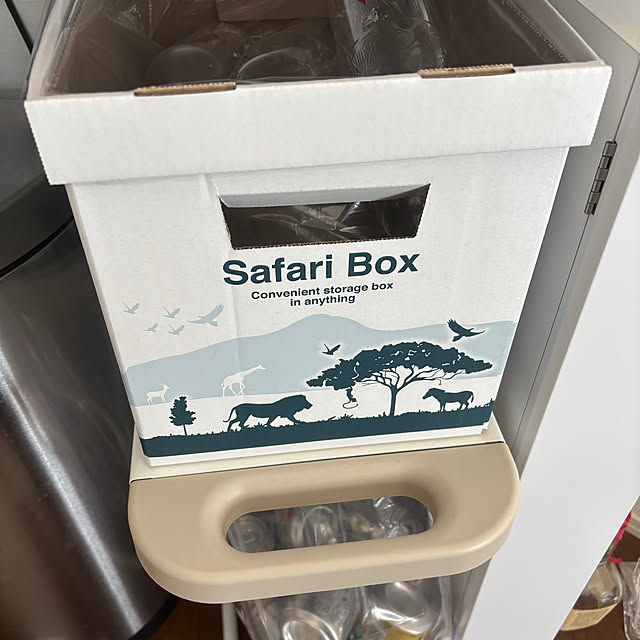 Safari Box
Convenient storage box
in anything